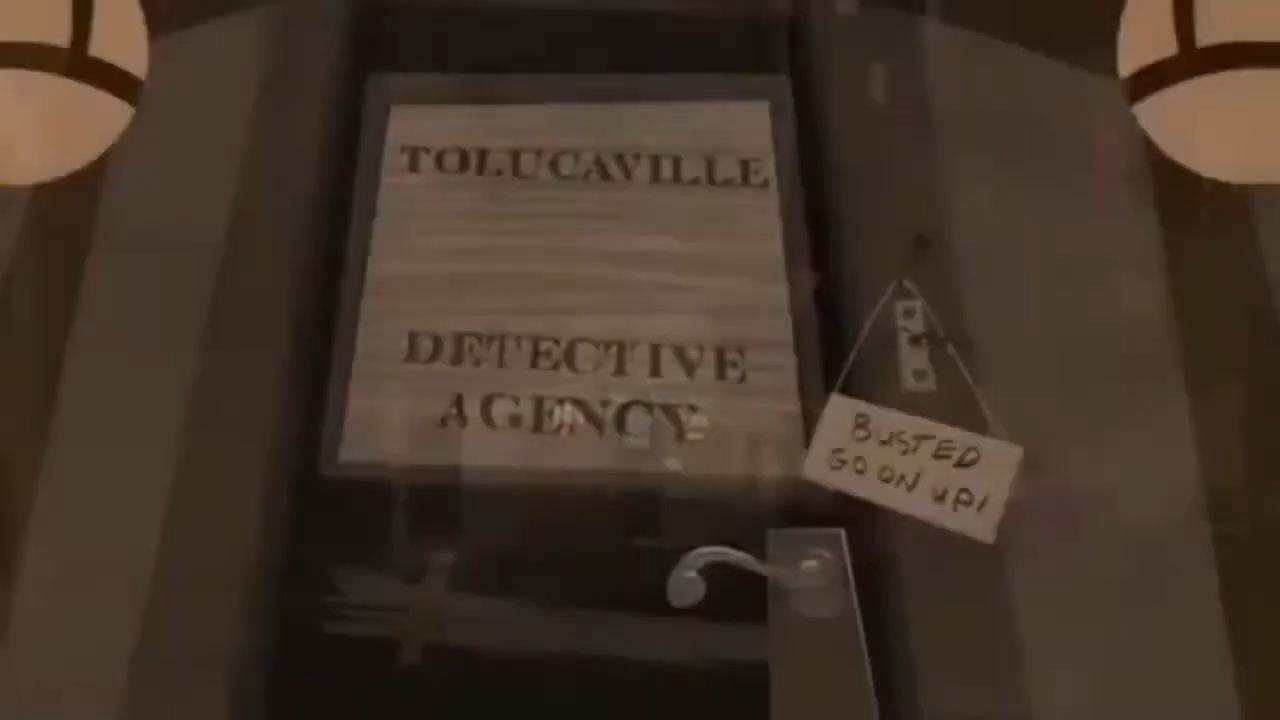 TOLUCAVILLE
DETECTIVE
AGENCY
BUSTED
GO ON UP!